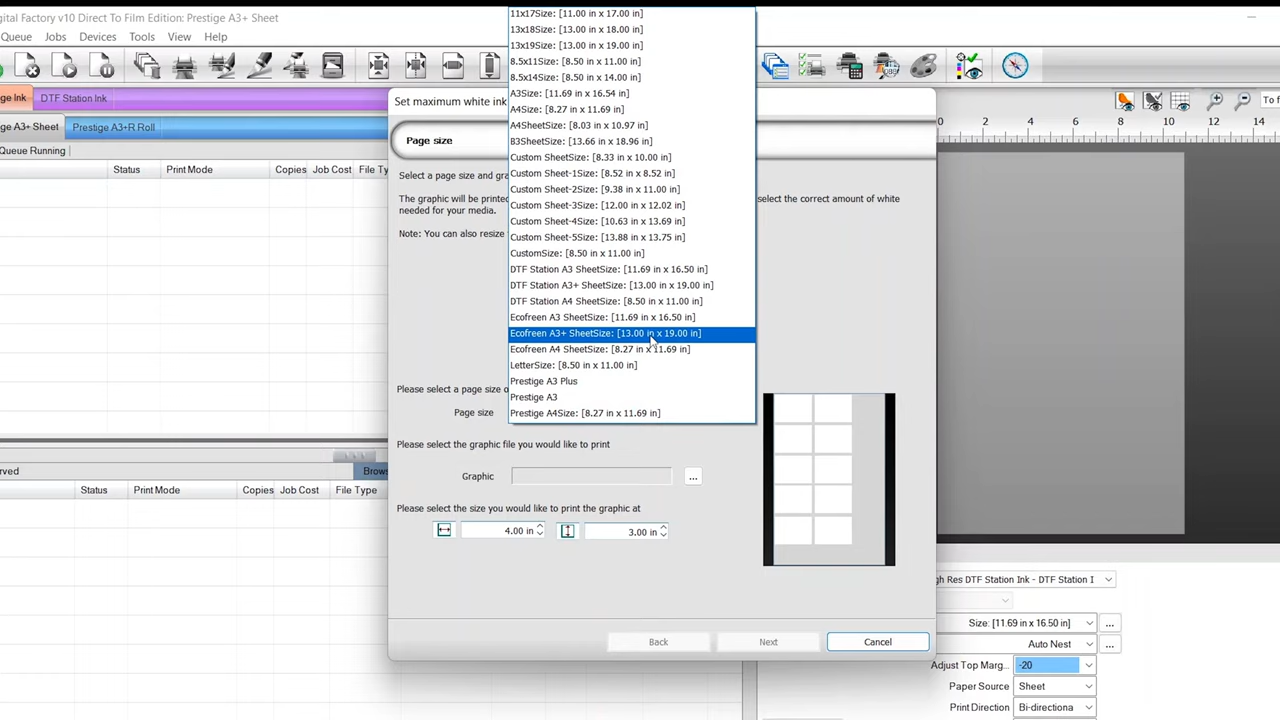 igital Factory v10 Direct To Film Edition: Prestige A3+ Sheet
Queue Jobs Devices Tools View Help
ge Ink DTF Station Ink
ge A3+ Sheet Prestige A3+R Roll
Queue Running
Status Print Mode Copies Job Cost File Ty
11x17Size: [11.00 in x 17.00 in]
13x18Size: [13.00 in x 18.00 in]
13x19Size: [13.00 in x 19.00 in]
8.5x11Size: [8.50 in x 11.00 in]
8.5x14Size: [8.50 in x 14.00 in]
A3Size: [11.69 in x 16.54 in]
A4Size: [8.27 in x 11.69 in]
A4SheetSize: [8.03 in x 10.97 in]
B3SheetSize: [13.66 in x 18.96 in]
Custom SheetSize: [8.33 in x 10.00 in]
Custom Sheet-1Size: [8.52 in x 8.52 in]
Custom Sheet-2Size: [9.38 in x 11.00 in]
Custom Sheet-3Size: [12.00 in x 12.02 in]
Custom Sheet-4Size: [10.63 in x 13.69 in]
Custom Sheet-5Size: [13.88 in x 13.75 in]
CustomSize: [8.50 in x 11.00 in]
DTF Station A3 SheetSize: [11.69 in x 16.50 in]
DTF Station A3+ SheetSize: [13.00 in x 19.00 in]
DTF Station A4 SheetSize: [8.50 in x 11.00 in]
Ecofreen A3 SheetSize: [11.69 in x 16.50 in]
Ecofreen A3+ SheetSize: [13.00 in x 19.00 in]
Ecofreen A4 SheetSize: [8.27 in x 11.69 in]
LetterSize: [8.50 in x 11.00 in]
Prestige A3 Plus
Prestige A3
Prestige A4Size: [8.27 in x 11.69 in]
Set maximum white ink
Page size
Select a page size and gra
The graphic will be printed select the correct amount of white
needed for your media.
Note: You can also resize
Please select a page size o
Page size
Please select the graphic file you would like to print
Graphic ...
Please select the size you would like to print the graphic at
4.00 in 3.00 in
Back Next Cancel
rved Brows
Status Print Mode Copies Job Cost File Type
DBU
To f
0 2 4 6 8 10 12 14
gh Res DTF Station Ink - DTF Station I
Size: [11.69 in x 16.50 in] ...
Auto Nest ...
Adjust Top Marg... -20
Paper Source Sheet
Print Direction Bi-directiona